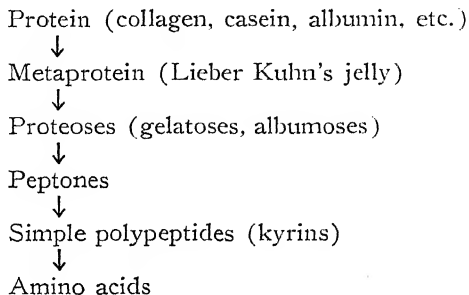 Protein (collagen, casein, albumin, etc.)
↓
Metaprotein (Lieber Kuhn's jelly)
↓
Proteoses (gelatoses, albumoses)
↓
Peptones
↓
Simple polypeptides (kyrins)
↓
Amino acids